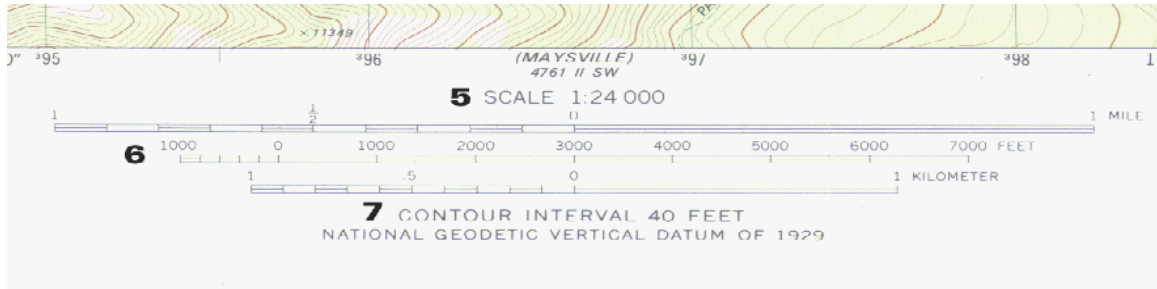 ×11349
0" ³95 ³96 (MAYSVILLE) ³97 ³98 1
4761 II SW
5 SCALE 1:24 000
1 ½ 0 1 MILE
6 1000 0 1000 2000 3000 4000 5000 6000 7000 FEET
1 .5 0 1 KILOMETER
7 CONTOUR INTERVAL 40 FEET
NATIONAL GEODETIC VERTICAL DATUM OF 1929